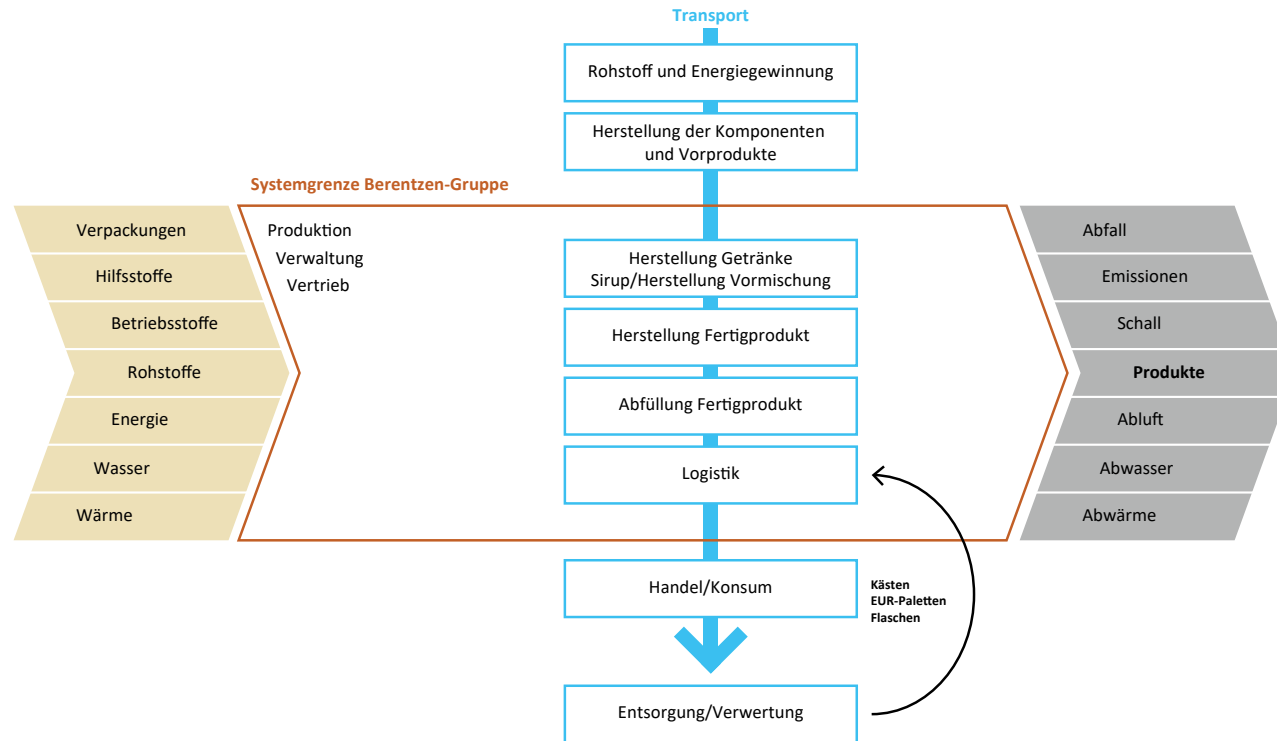 Transport
Rohstoff und Energiegewinnung
Herstellung der Komponenten
und Vorprodukte
Systemgrenze Berentzen-Gruppe
Verpackungen
Hilfsstoffe
Betriebsstoffe
Rohstoffe
Energie
Wasser
Wärme
Produktion
Verwaltung
Vertrieb
Herstellung Getränke
Sirup/Herstellung Vormischung
Herstellung Fertigprodukt
Abfüllung Fertigprodukt
Logistik
Abfall
Emissionen
Schall
Produkte
Abluft
Abwasser
Abwärme
Handel/Konsum
Kästen
EUR-Paletten
Flaschen
Entsorgung/Verwertung